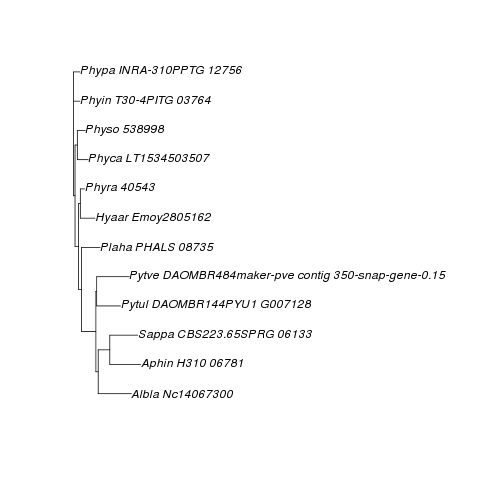 Phypa INRA-310PPTG 12756
Phyin T30-4PITG 03764
Physo 538998
Phyca LT1534503507
Phyra 40543
Hyaar Emoy2805162
Plaha PHALS 08735
Pytve DAOMBR484maker-pve contig 350-snap-gene-0.15
Pytul DAOMBR144PYU1 G007128
Sappa CBS223.65SPRG 06133
Aphin H310 06781
Albla Nc14067300